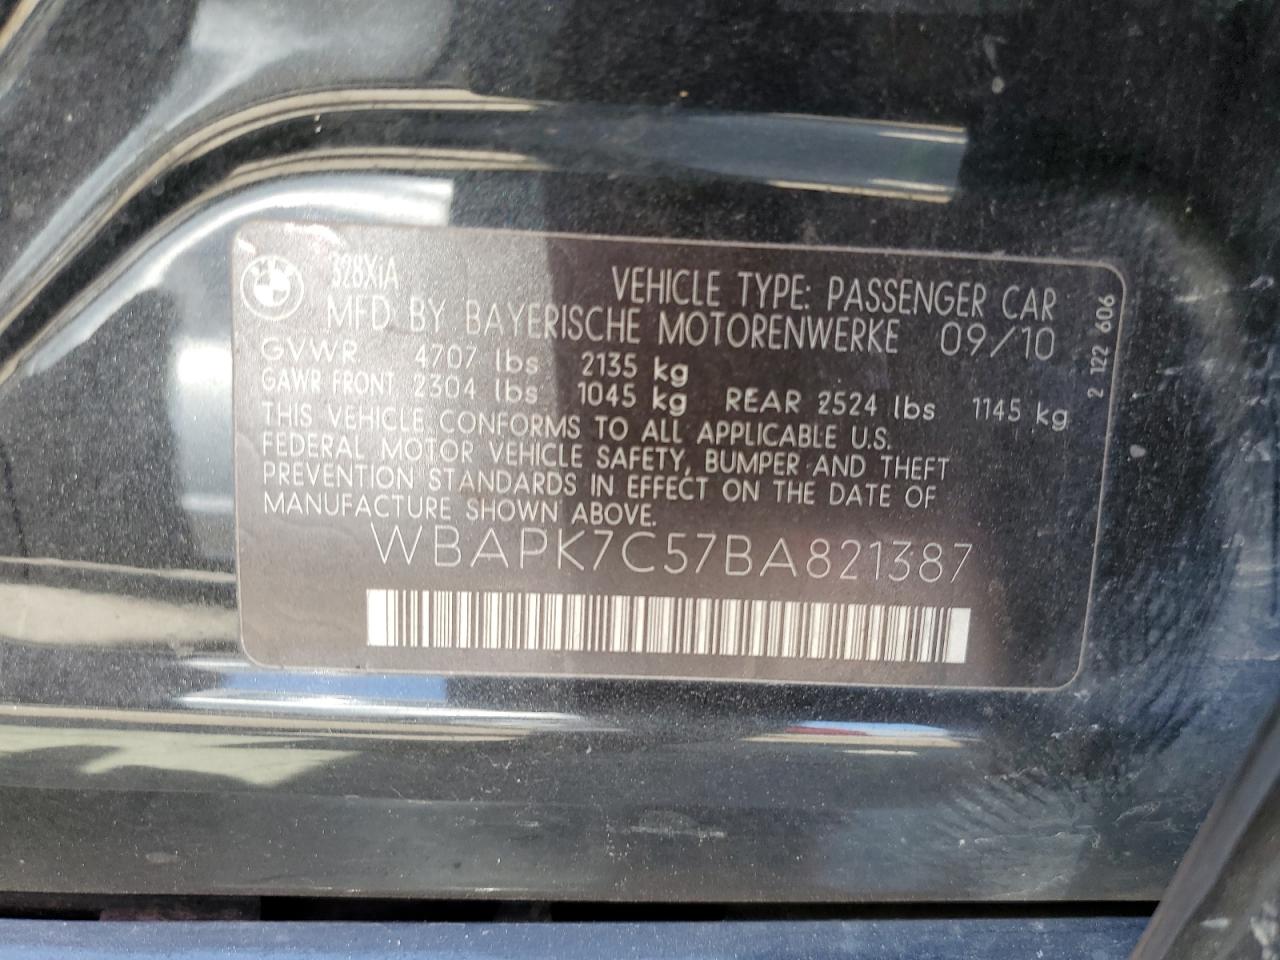 328XiA
VEHICLE TYPE: PASSENGER CAR
MFD BY BAYERISCHE MOTORENWERKE 09/10
GVWR 4707 lbs 2135 kg
GAWR FRONT 2304 lbs 1045 kg REAR 2524 lbs 1145 kg
THIS VEHICLE CONFORMS TO ALL APPLICABLE U.S.
FEDERAL MOTOR VEHICLE SAFETY, BUMPER AND THEFT
PREVENTION STANDARDS IN EFFECT ON THE DATE OF
MANUFACTURE SHOWN ABOVE.
WBAPK7C57BA821387
2 122 606